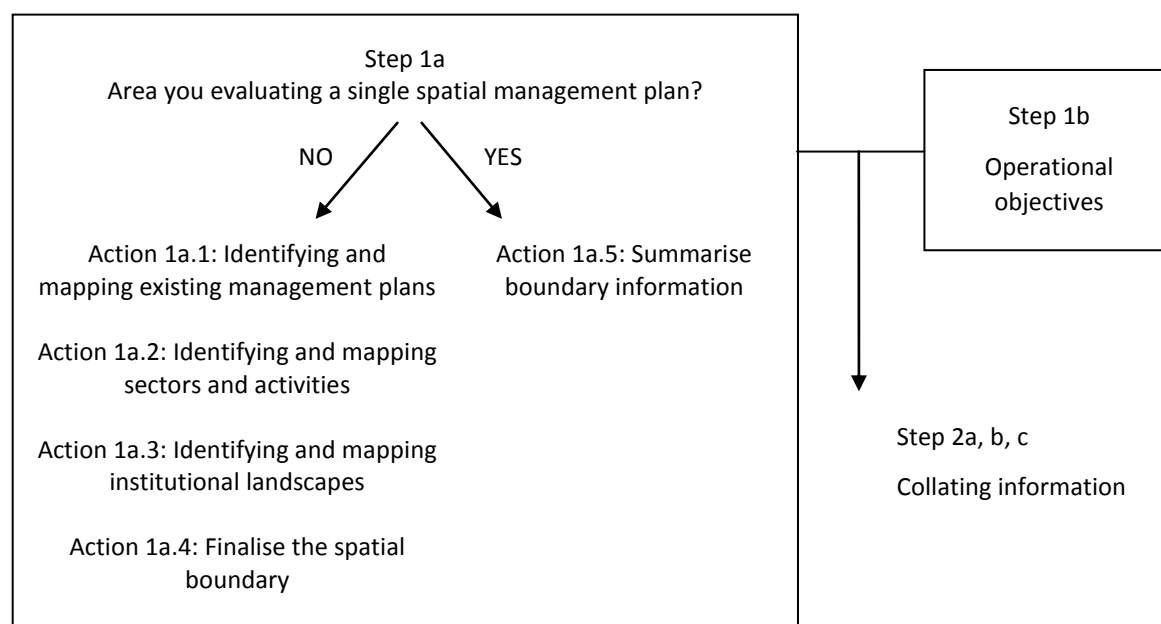 Step 1a
Area you evaluating a single spatial management plan?
NO
YES
Action 1a.1: Identifying and
mapping existing management plans
Action 1a.2: Identifying and mapping
sectors and activities
Action 1a.3: Identifying and mapping
institutional landscapes
Action 1a.4: Finalise the spatial
boundary
Action 1a.5: Summarise
boundary information
Step 1b
Operational
objectives
Step 2a, b, c
Collating information